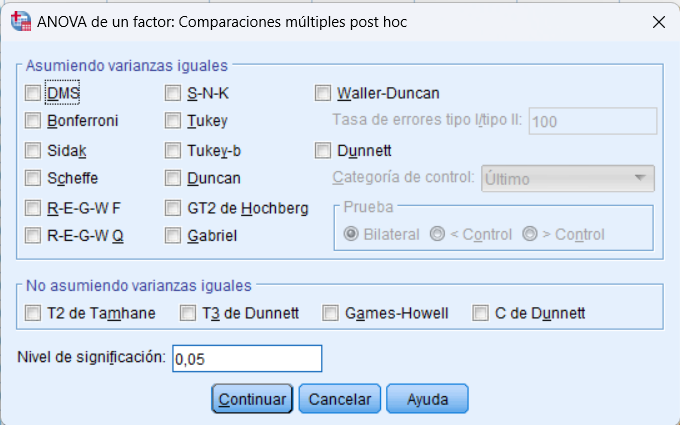 ANOVA de un factor: Comparaciones múltiples post hoc
Asumiendo varianzas iguales
DMS S-N-K Waller-Duncan
Bonferroni Tukey Tasa de errores tipo I/tipo II: 100
Sidak Tukey-b Dunnett
Scheffe Duncan Categoría de control: Último
R-E-G-W F GT2 de Hochberg Prueba
R-E-G-W Q Gabriel Bilateral < Control > Control
No asumiendo varianzas iguales
T2 de Tamhane T3 de Dunnett Games-Howell C de Dunnett
Nivel de significación: 0,05
Continuar Cancelar Ayuda